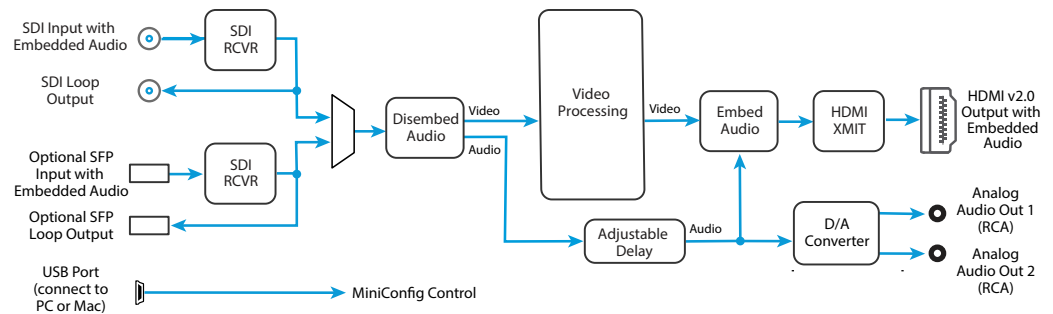 SDI Input with
Embedded Audio
SDI
RCVR
SDI Loop
Output
Optional SFP
Input with
Embedded Audio
SDI
RCVR
Optional SFP
Loop Output
USB Port
(connect to
PC or Mac)
MiniConfig Control
Disembed
Audio
Video
Audio
Video
Processing
Video
Adjustable
Delay
Audio
Embed
Audio
HDMI
XMIT
HDMI v2.0
Output with
Embedded
Audio
D/A
Converter
Analog
Audio Out 1
(RCA)
Analog
Audio Out 2
(RCA)